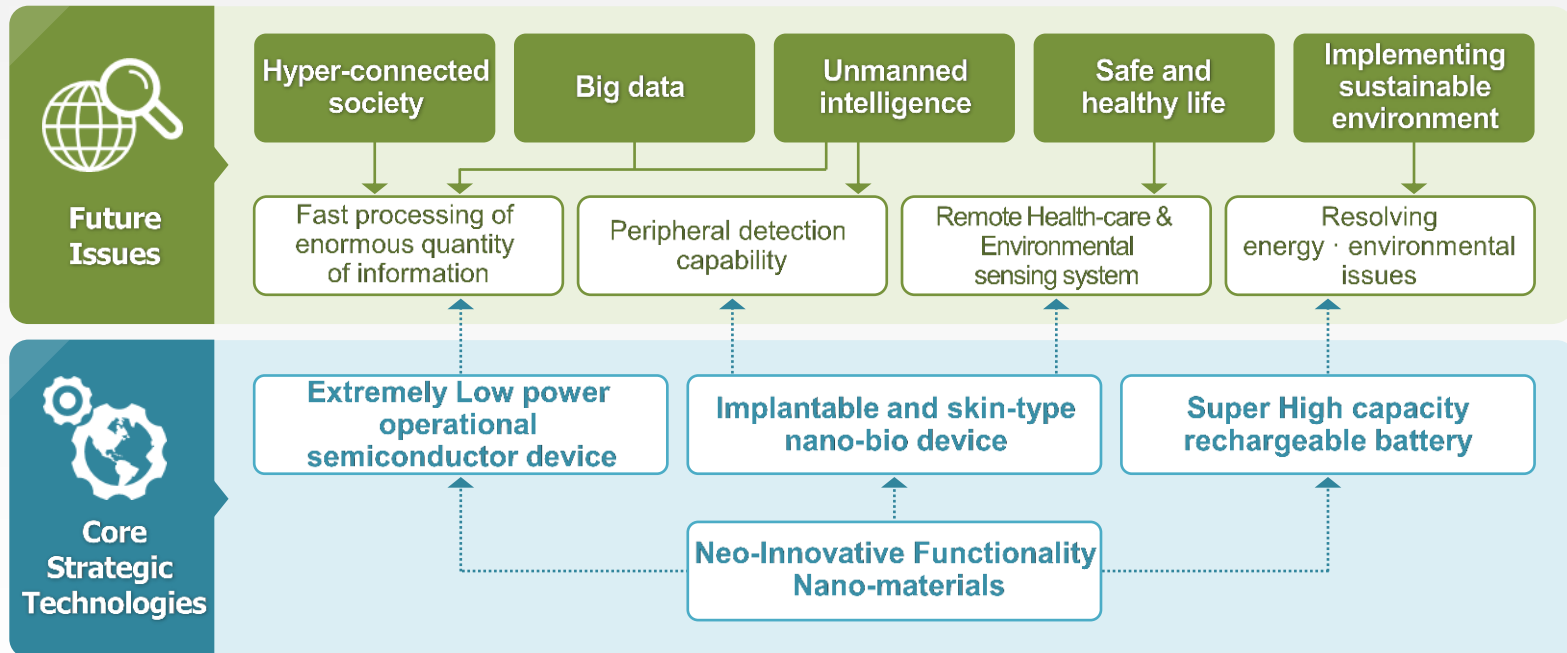 Future
Issues
Hyper-connected
society
Big data
Unmanned
intelligence
Safe and
healthy life
Implementing
sustainable
environment
Fast processing of
enormous quantity
of information
Peripheral detection
capability
Remote Health-care &
Environmental
sensing system
Resolving
energy · environmental
issues
Core
Strategic
Technologies
Extremely Low power
operational
semiconductor device
Implantable and skin-type
nano-bio device
Super High capacity
rechargeable battery
Neo-Innovative Functionality
Nano-materials